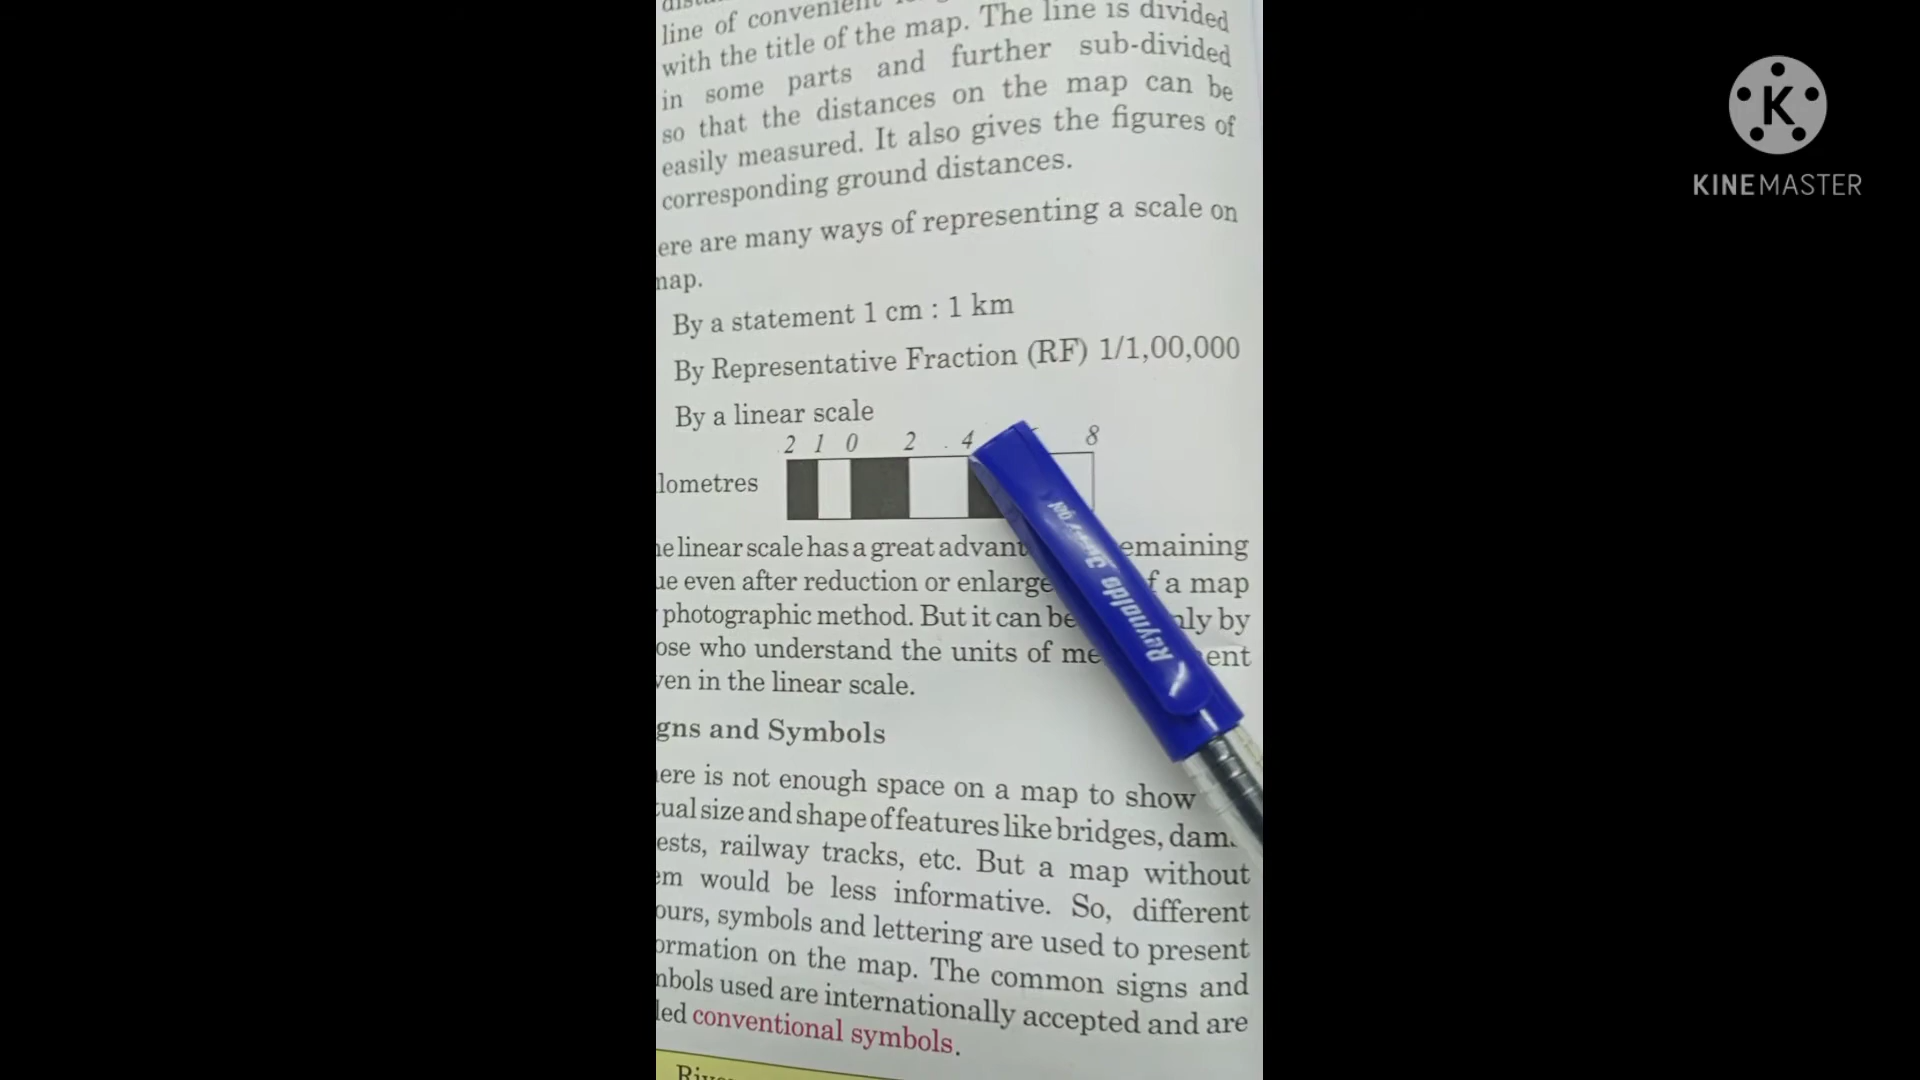 line of convenient
with the title of the map. The line is divided
in some parts and further sub-divided
so that the distances on the map can be
easily measured. It also gives the figures of
corresponding ground distances.
ere are many ways of representing a scale on
map.
By a statement 1 cm : 1 km
By Representative Fraction (RF) 1/1,00,000
By a linear scale
2 1 0 2 4 8
lometres
e linear scale has a great advant emaining
ue even after reduction or enlarge f a map
photographic method. But it can be nly by
ose who understand the units of me ent
ven in the linear scale.
gns and Symbols
ere is not enough space on a map to show
tual size and shape of features like bridges, dam
ests, railway tracks, etc. But a map without
em would be less informative. So, different
ours, symbols and lettering are used to present
ormation on the map. The common signs and
mbols used are internationally accepted and are
led conventional symbols.
Reynolds
K
KINEMASTER